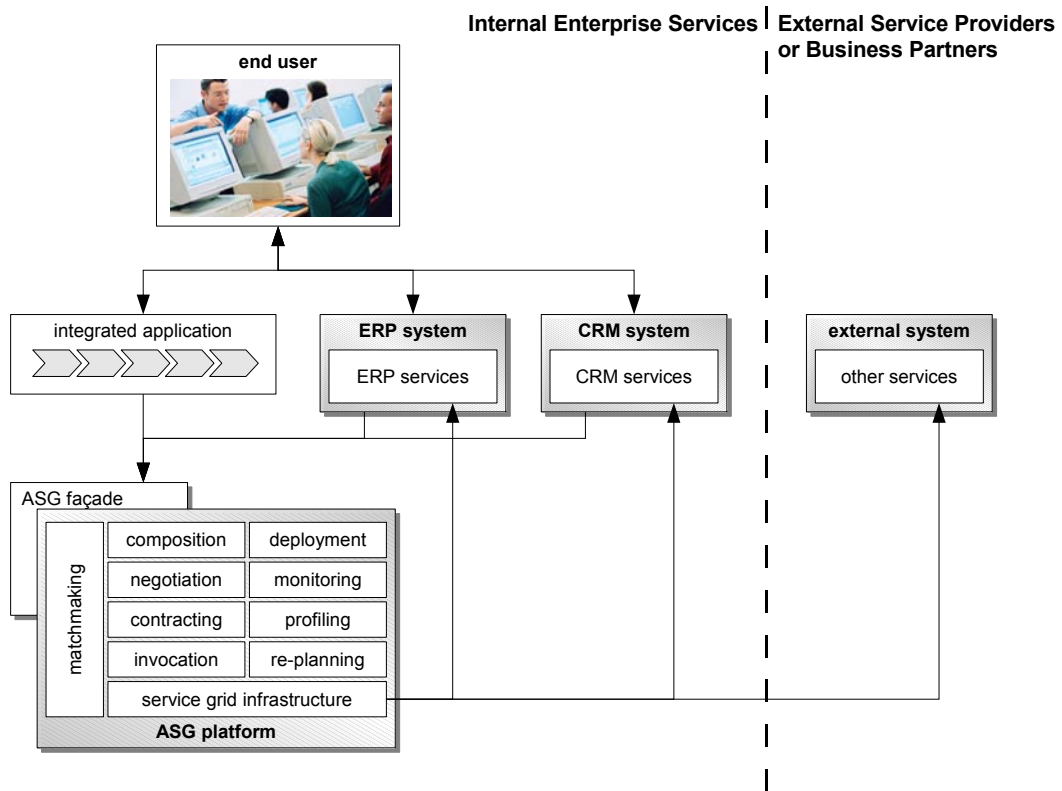 Internal Enterprise Services
External Service Providers
or Business Partners
end user
integrated application
ERP system
ERP services
CRM system
CRM services
external system
other services
ASG façade
matchmaking
composition
deployment
negotiation
monitoring
contracting
profiling
invocation
re-planning
service grid infrastructure
ASG platform